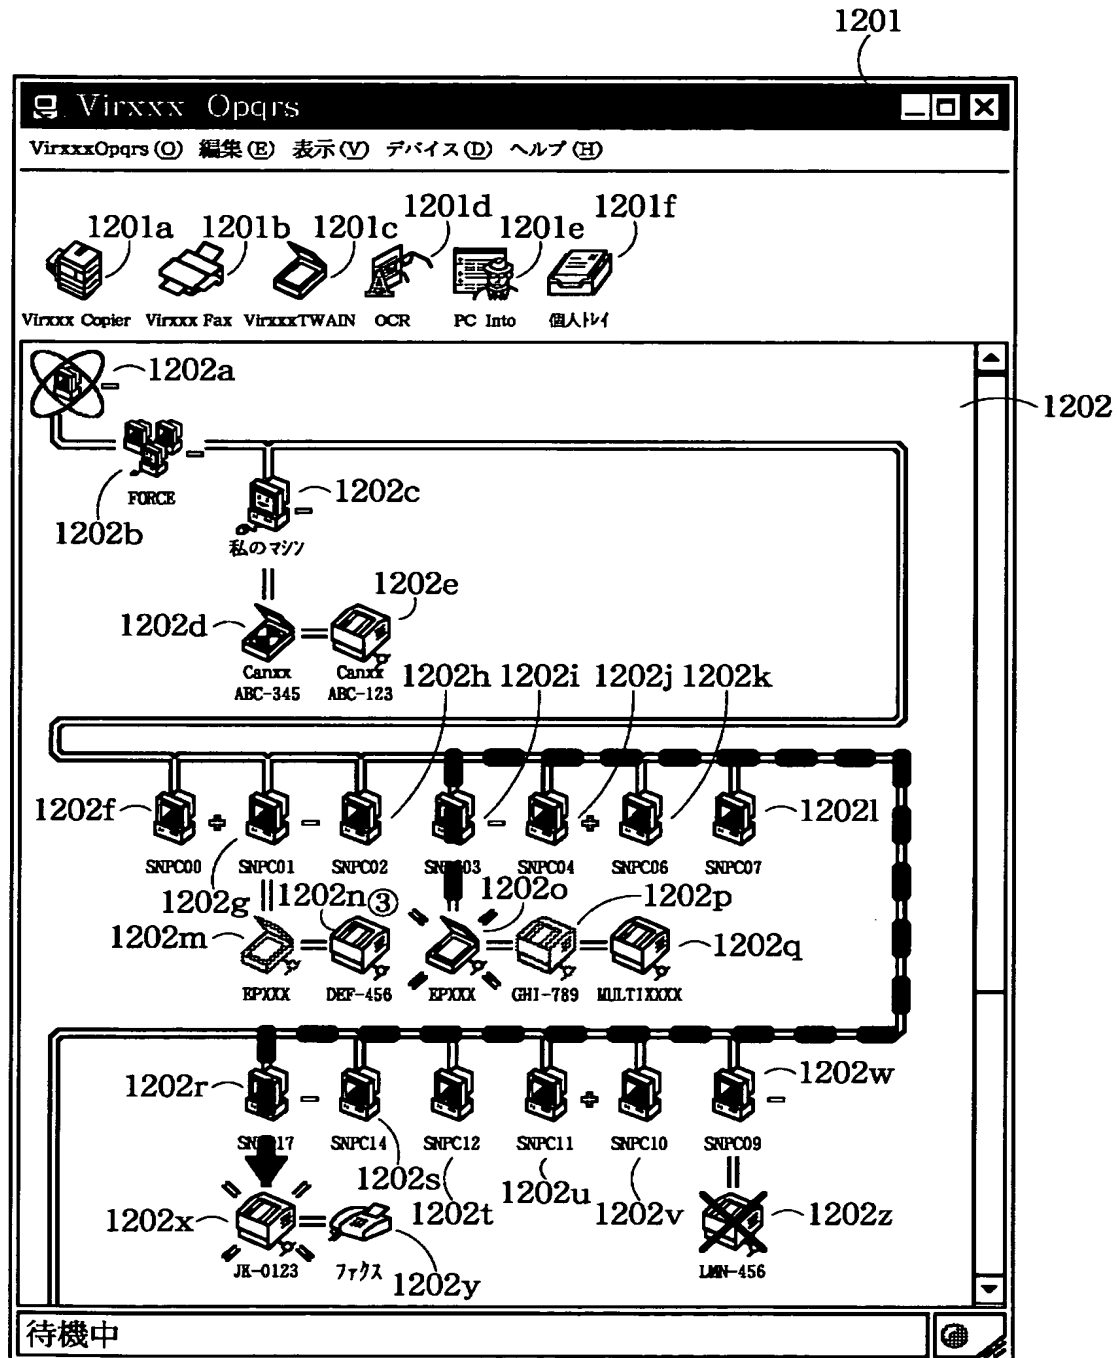 1201
Virxxx Opqrs
VirxxxOpqrs(O) 編集(E) 表示(V) デバイス(D) ヘルプ(H)
1201a 1201b 1201c 1201d 1201e 1201f
Virxxx Copier Virxxx Fax VirxxxTWAIN OCR PC Into 個人トレイ
1202a
1202
1202b
FORCE
1202c
私のマシン
1202d
1202e
Canxx ABC-345
Canxx ABC-123
1202h 1202i 1202j 1202k
1202f
1202l
SNPC00 SNPC01 SNPC02 SNPC03 SNPC04 SNPC06 SNPC07
1202g 1202n ③ 1202o 1202p
1202m
1202q
EPXXX DEF-456 EPXXX GHI-789 MULTIXXXX
1202r
1202w
SNPC17 SNPC14 SNPC12 SNPC11 SNPC10 SNPC09
1202s 1202t 1202u 1202v
1202x
1202z
JK-0123 ファクス LMN-456
1202y
待機中